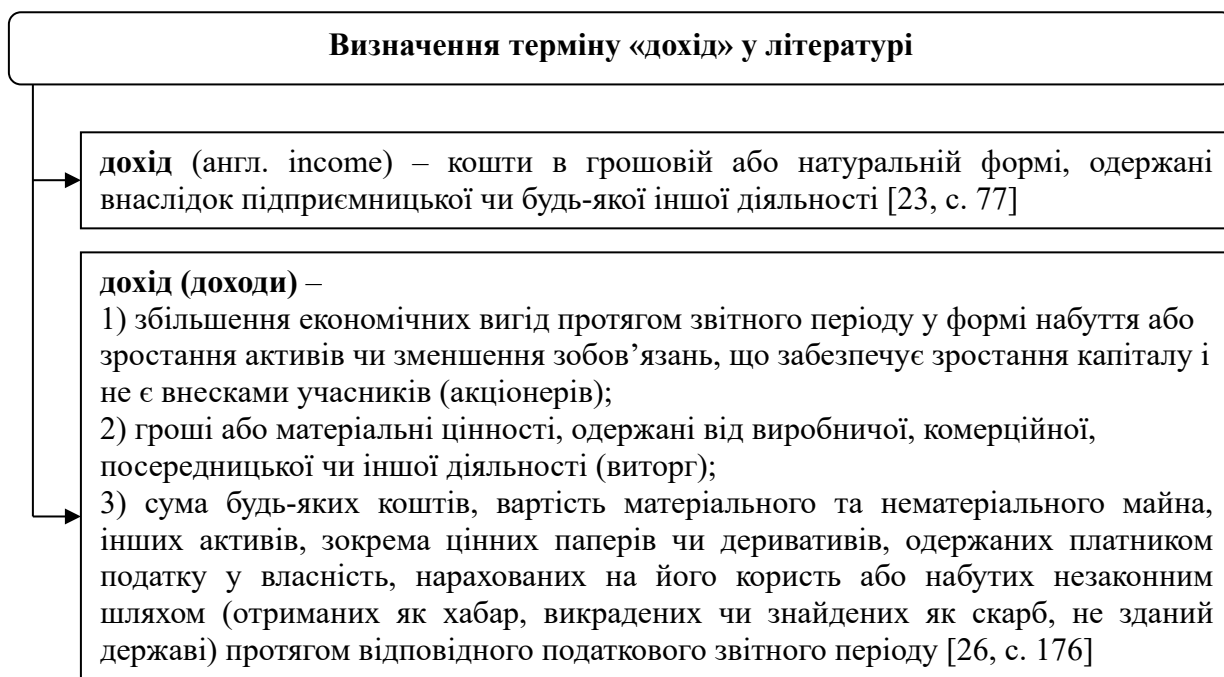 Визначення терміну «дохід» у літературі
дохід (англ. income) – кошти в грошовій або натуральній формі, одержані
внаслідок підприємницької чи будь-якої іншої діяльності [23, с. 77]
дохід (доходи) –
1) збільшення економічних вигід протягом звітного періоду у формі набуття або
зростання активів чи зменшення зобов’язань, що забезпечує зростання капіталу і
не є внесками учасників (акціонерів);
2) гроші або матеріальні цінності, одержані від виробничої, комерційної,
посередницької чи іншої діяльності (виторг);
3) сума будь-яких коштів, вартість матеріального та нематеріального майна,
інших активів, зокрема цінних паперів чи деривативів, одержаних платником
податку у власність, нарахованих на його користь або набутих незаконним
шляхом (отриманих як хабар, викрадених чи знайдених як скарб, не зданий
державі) протягом відповідного податкового звітного періоду [26, с. 176]